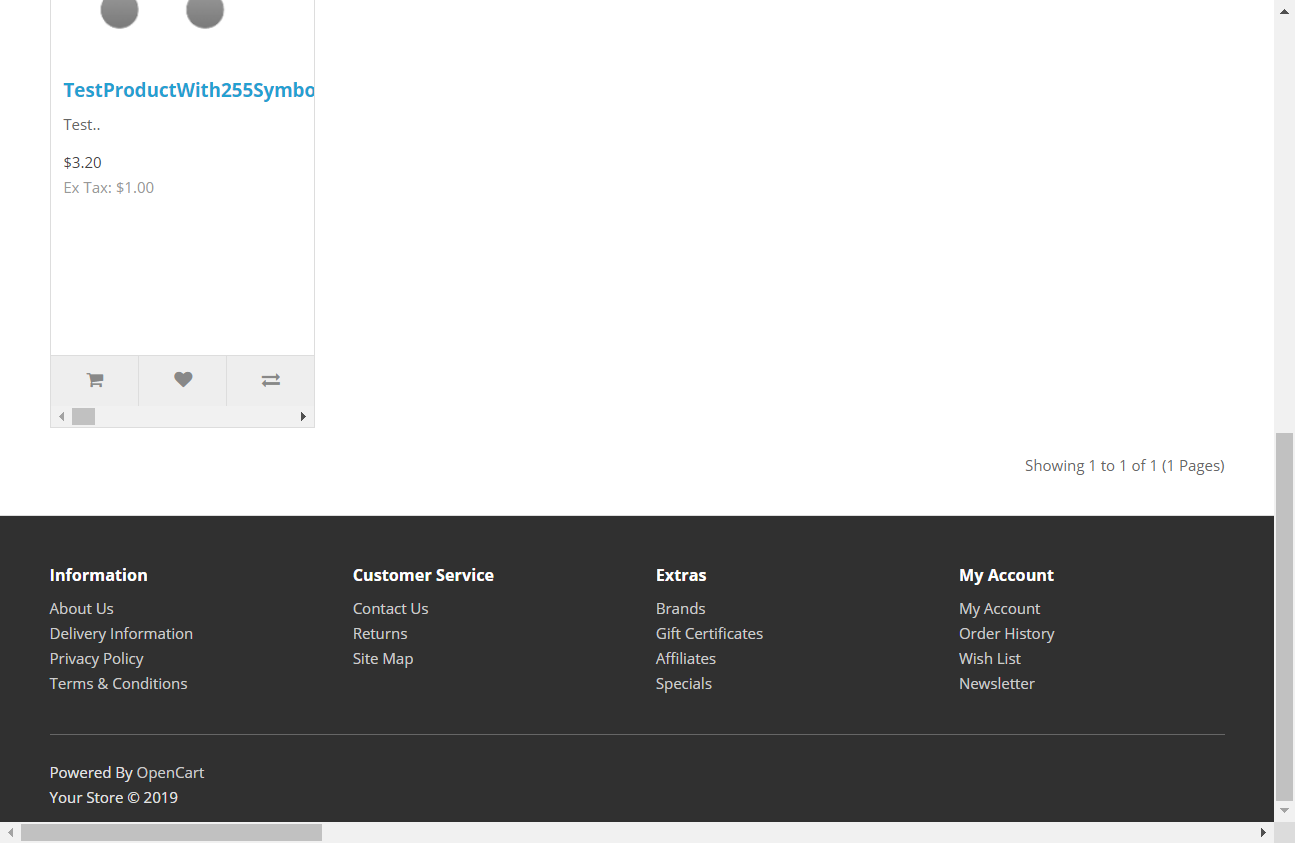 TestProductWith255Symbo
Test..
$3.20
Ex Tax: $1.00
Showing 1 to 1 of 1 (1 Pages)
Information
About Us
Delivery Information
Privacy Policy
Terms & Conditions
Customer Service
Contact Us
Returns
Site Map
Extras
Brands
Gift Certificates
Affiliates
Specials
My Account
My Account
Order History
Wish List
Newsletter
Powered By OpenCart
Your Store © 2019